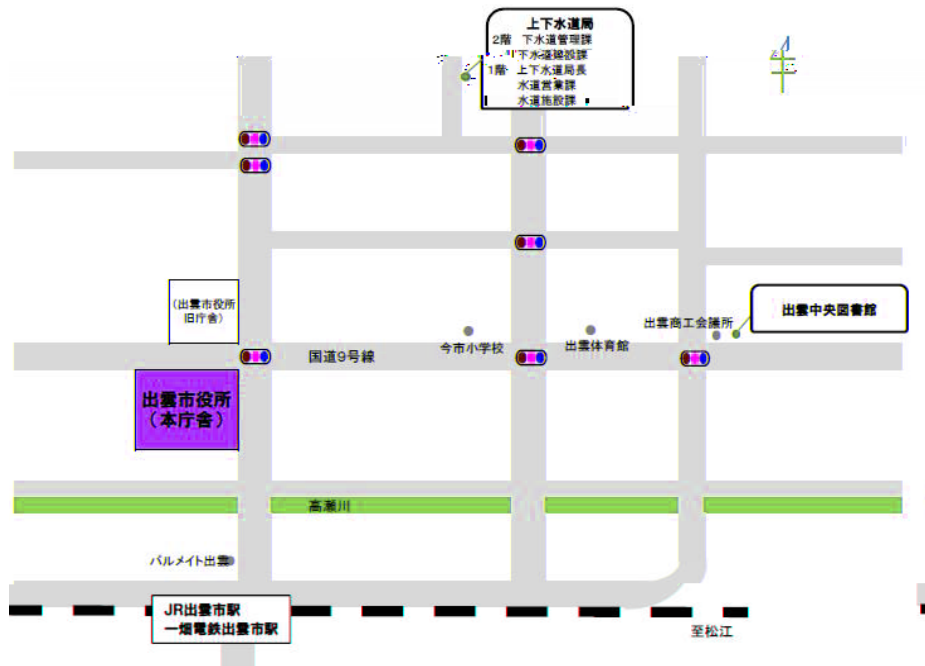 上下水道局
2階 下水道管理課
下水道建設課
1階 上下水道局長
水道営業課
水道施設課
(出雲市役所
旧庁舎)
出雲中央図書館
出雲商工会議所
今市小学校
出雲体育館
国道9号線
出雲市役所
(本庁舎)
高瀬川
パルメイト出雲
JR出雲市駅
一畑電鉄出雲市駅
至松江